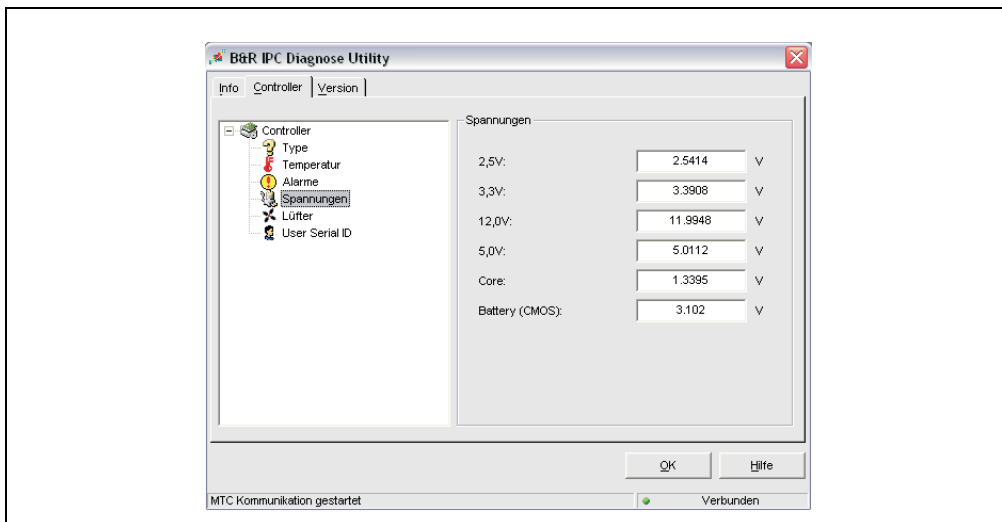 B&R IPC Diagnose Utility
Info Controller Version
Controller
Type
Temperatur
Alarme
Spannungen
Lüfter
User Serial ID
Spannungen
2,5V: 2.5414 V
3,3V: 3.3908 V
12,0V: 11.9948 V
5,0V: 5.0112 V
Core: 1.3395 V
Battery (CMOS): 3.102 V
OK Hilfe
MTC Kommunikation gestartet Verbunden